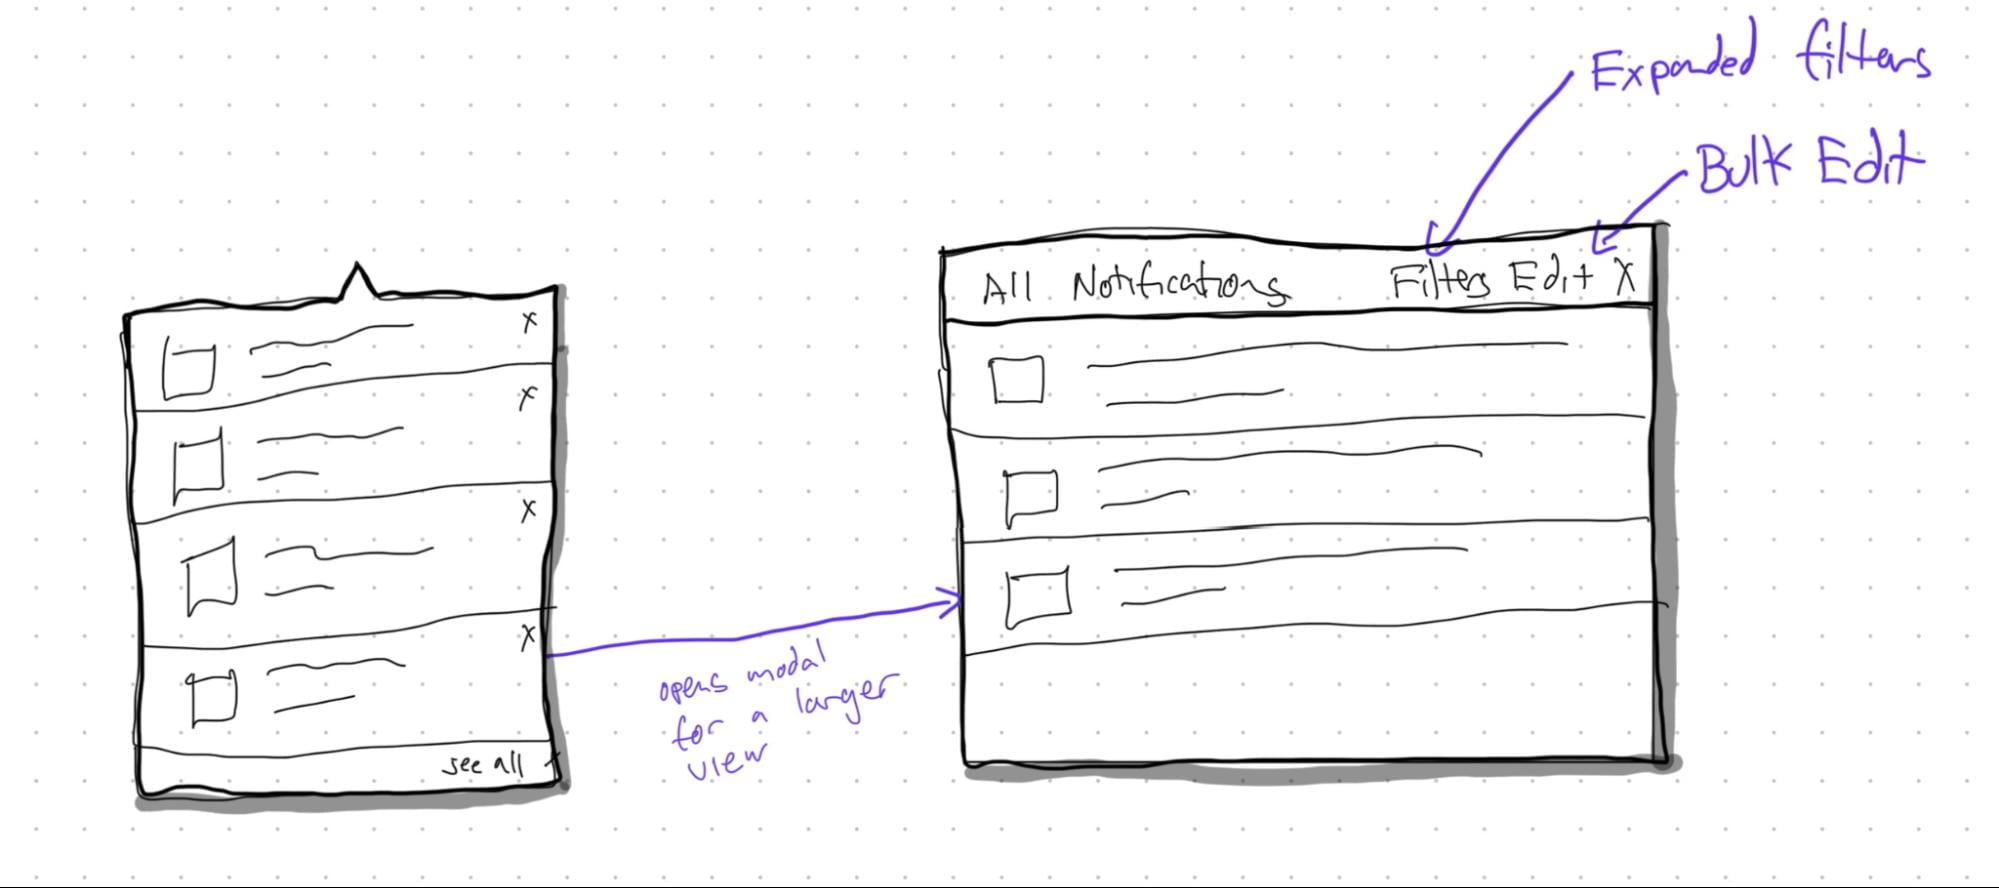 Expanded filters
Bulk Edit
All Notifications Filters Edit X
X
X
X
X
see all
opens modal
for a larger
view